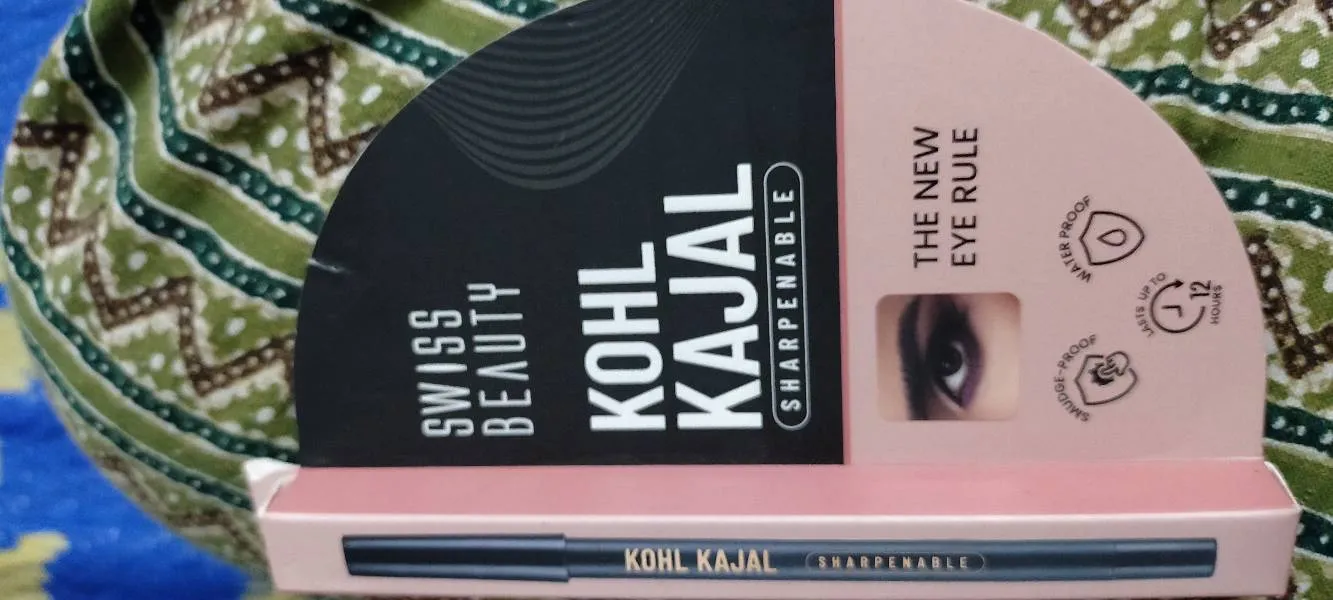 SWISS
BEAUTY
KOHL
KAJAL
SHARPENABLE
THE NEW
EYE RULE
SMUDGE-PROOF
WATER PROOF
LASTS UP TO
12
HOURS
KOHL KAJAL SHARPENABLE